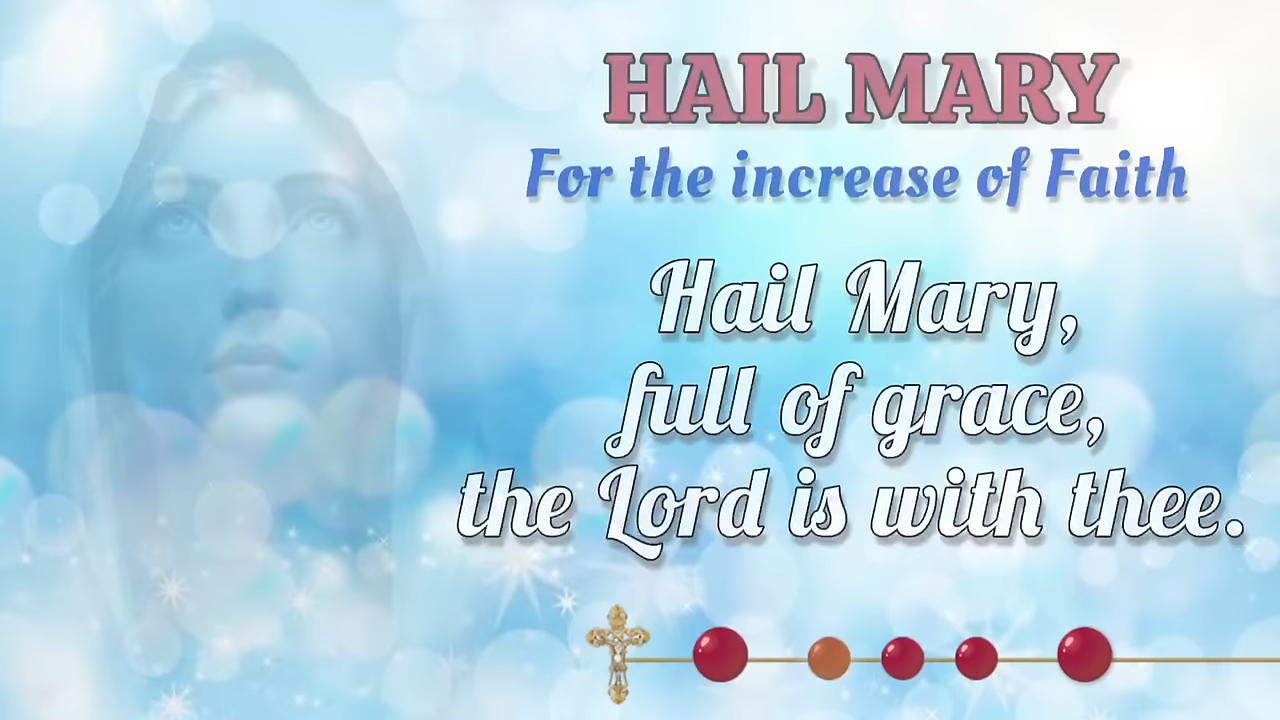 HAIL MARY
For the increase of Faith
Hail Mary,
full of grace,
the Lord is with thee.